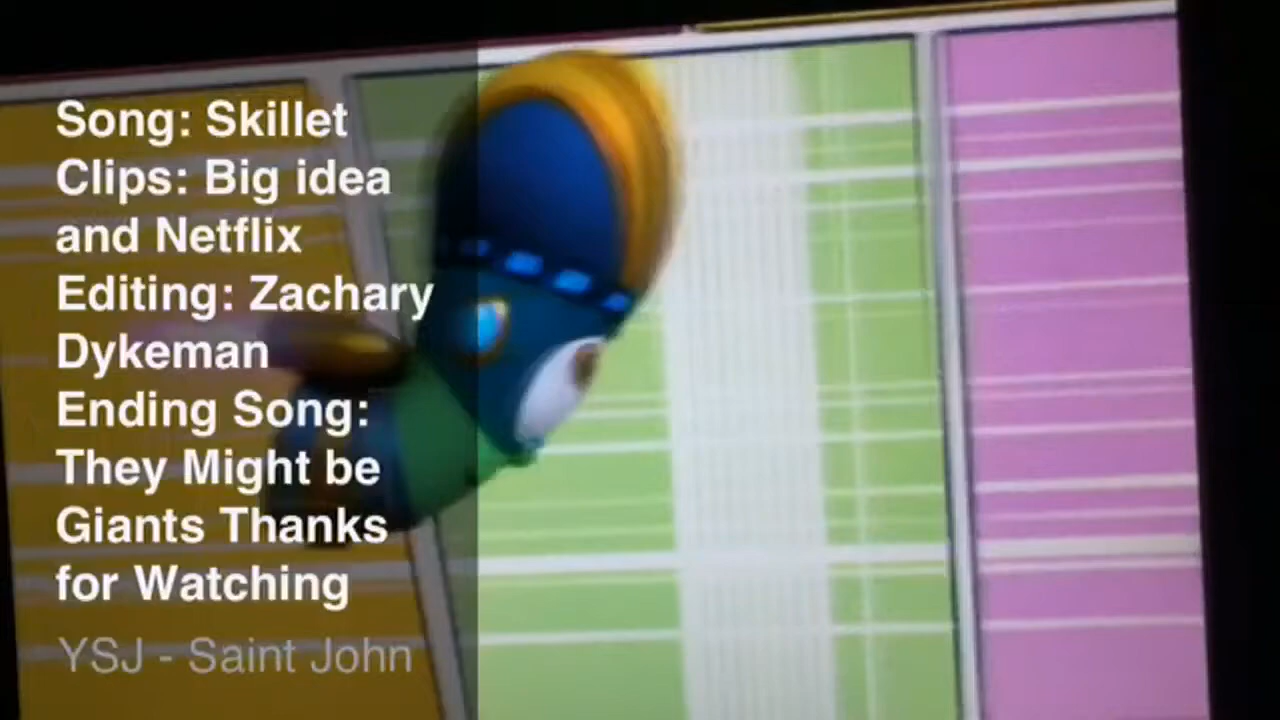 Song: Skillet
Clips: Big idea
and Netflix
Editing: Zachary
Dykeman
Ending Song:
They Might be
Giants Thanks
for Watching
YSJ - Saint John